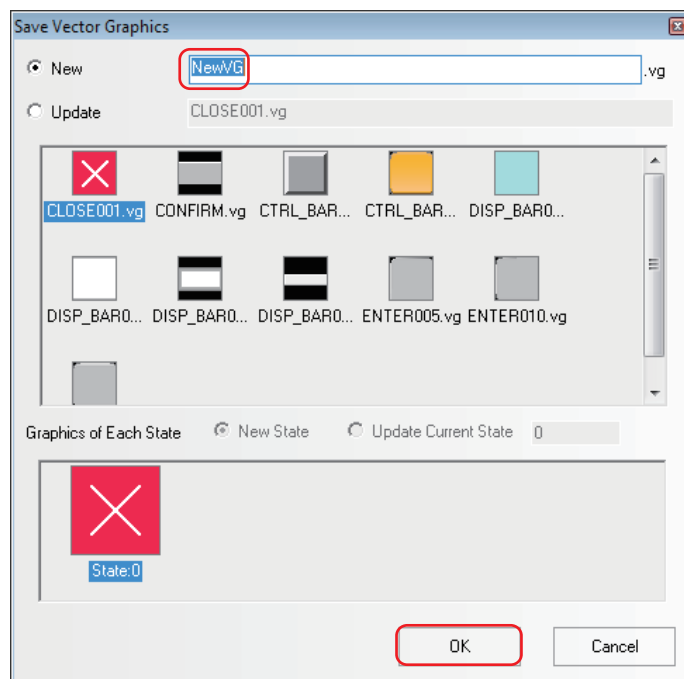 Save Vector Graphics
New NewVG .vg
Update CLOSE001.vg
CLOSE001.vg CONFIRM.vg CTRL_BAR... CTRL_BAR... DISP_BAR0...
DISP_BAR0... DISP_BAR0... DISP_BAR0... ENTER005.vg ENTER010.vg
Graphics of Each State New State Update Current State 0
State:0
OK Cancel